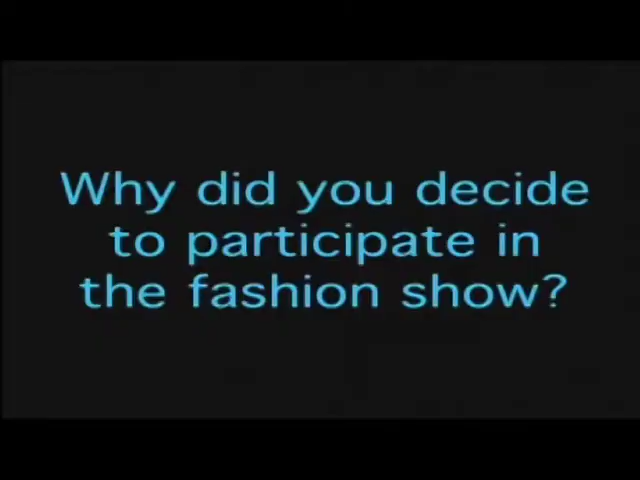 Why did you decide
to participate in
the fashion show?